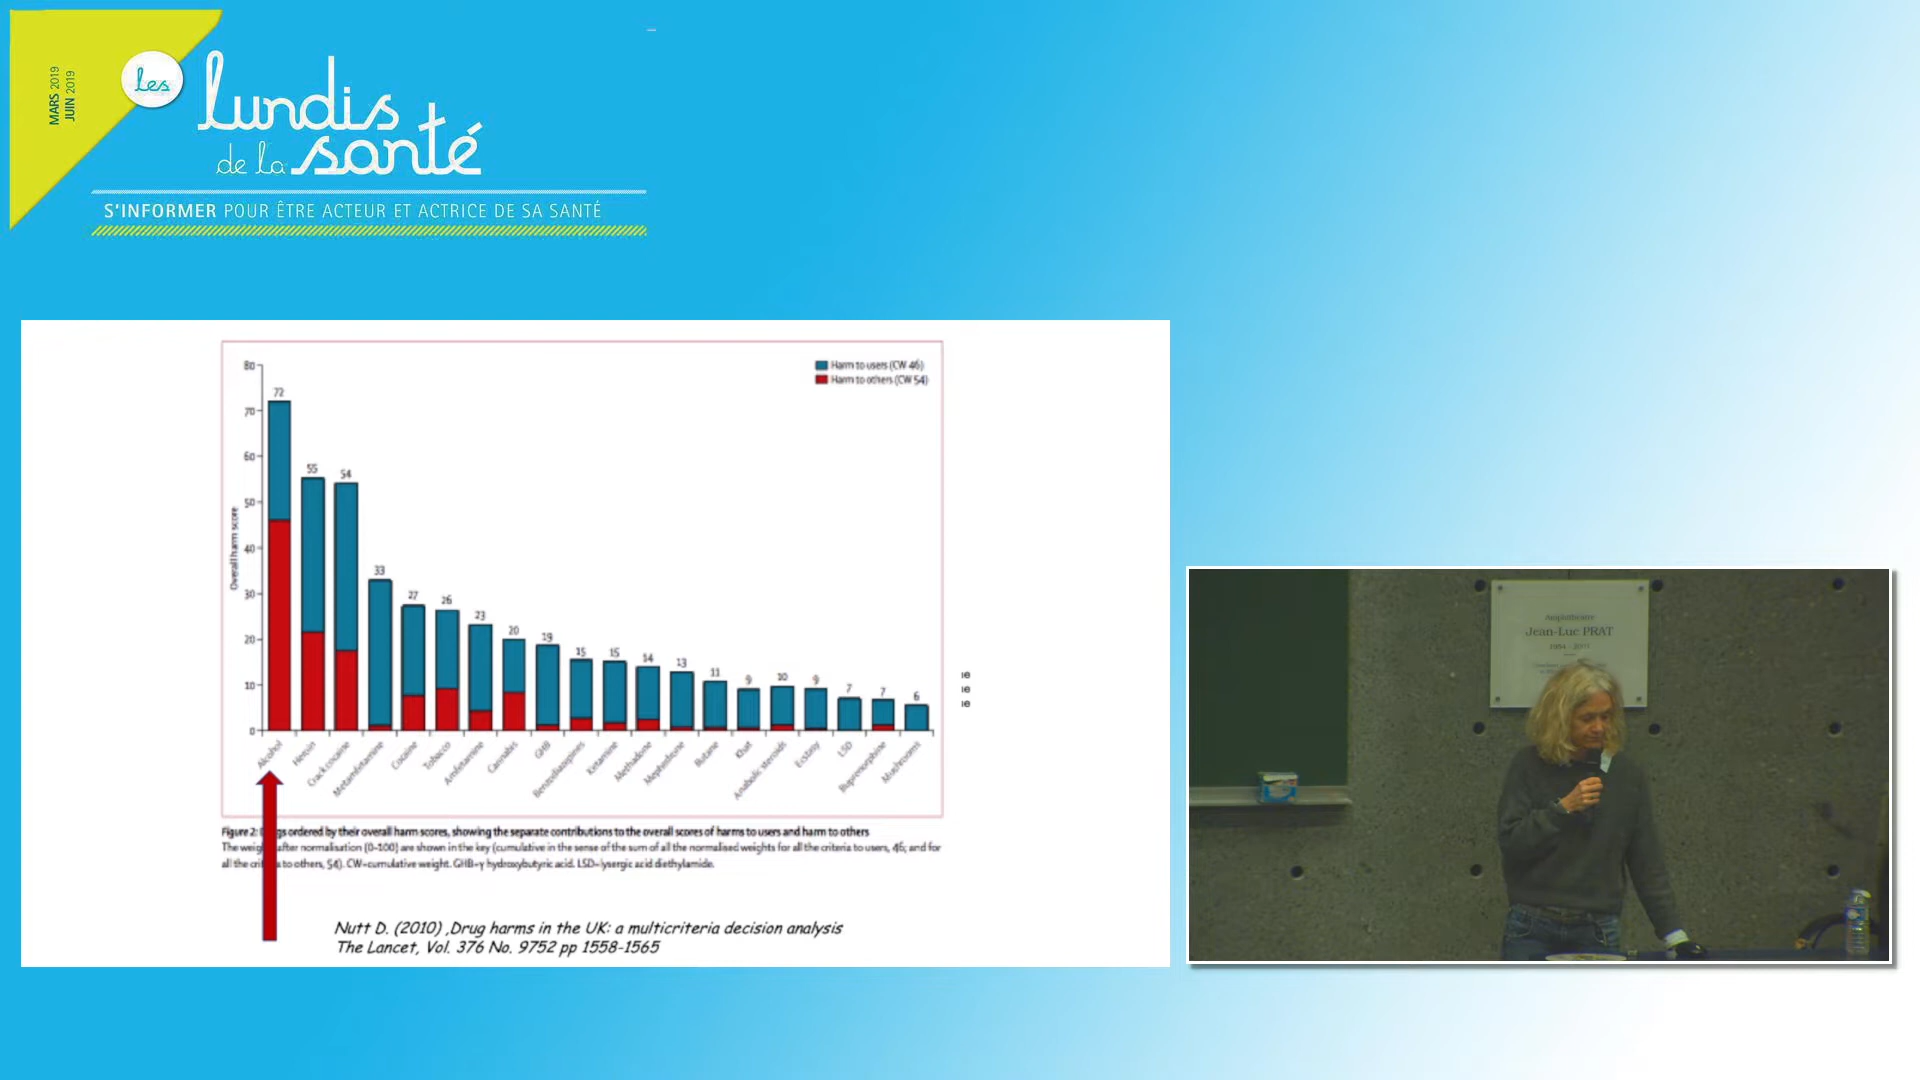 MARS 2019
JUIN 2019
les
lundis
de la santé
S'INFORMER POUR ÊTRE ACTEUR ET ACTRICE DE SA SANTÉ
Harm to users (CW 46)
Harm to others (CW 54)
Overall harm score
80
70
60
50
40
30
20
10
0
72
55
54
33
27
26
23
20
19
15
15
14
13
11
9
10
9
7
7
6
Alcohol
Heroin
Crack cocaine
Metamfetamine
Cocaine
Tobacco
Amfetamine
Cannabis
GHB
Benzodiazepines
Ketamine
Methadone
Mephedrone
Butane
Khat
Anabolic steroids
Ecstasy
LSD
Buprenorphine
Mushrooms
Figure 2: gs ordered by their overall harm scores, showing the separate contributions to the overall scores of harms to users and harm to others
The weig after normalisation (0-100) are shown in the key (cumulative in the sense of the sum of all the normalised weights for all the criteria to users, 46; and for
all the crit to others, 54). CW=cumulative weight. GHB=γ hydroxybutyric acid. LSD=lysergic acid diethylamide.
ie
ie
ie
Nutt D. (2010) ,Drug harms in the UK: a multicriteria decision analysis
The Lancet, Vol. 376 No. 9752 pp 1558-1565
Amphithéâtre
Jean-Luc PRAT